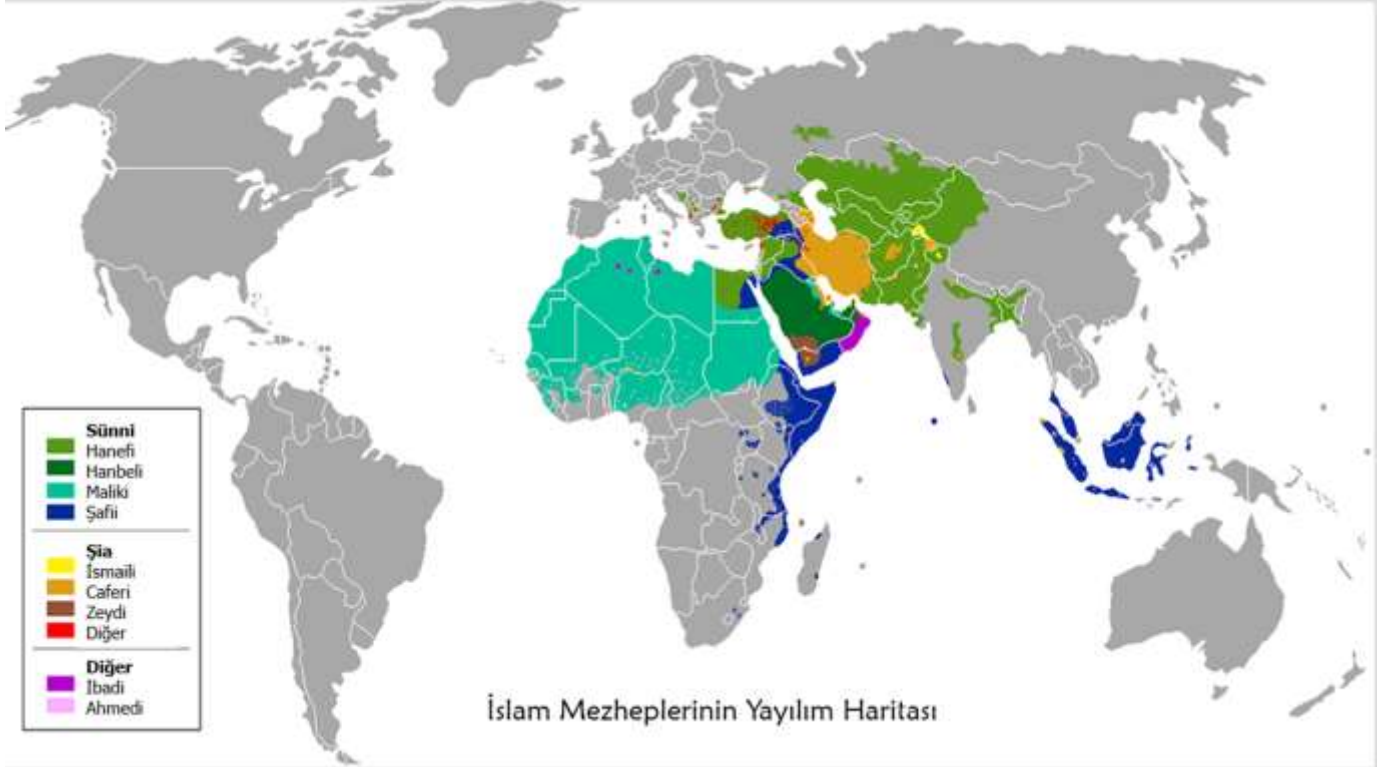 Sünni
Hanefi
Hanbeli
Maliki
Şafii
Şia
İsmaili
Caferi
Zeydi
Diğer
Diğer
İbadi
Ahmedi
İslam Mezheplerinin Yayılım Haritası